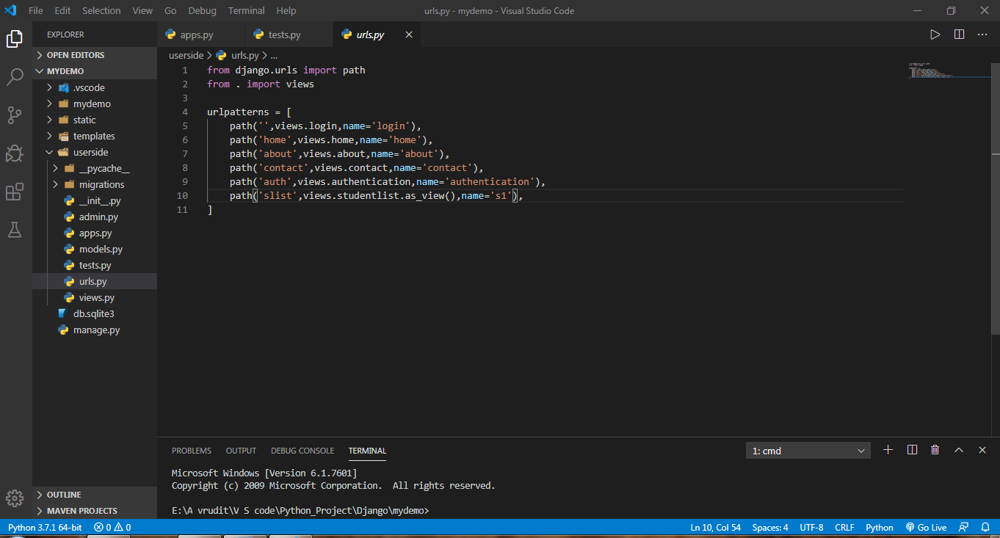 File Edit Selection View Go Debug Terminal Help urls.py - mydemo - Visual Studio Code
EXPLORER
OPEN EDITORS
MYDEMO
.vscode
mydemo
static
templates
userside
__pycache__
migrations
__init__.py
admin.py
apps.py
models.py
tests.py
urls.py
views.py
db.sqlite3
manage.py
OUTLINE
MAVEN PROJECTS
apps.py tests.py urls.py
userside > urls.py > ...
1 from django.urls import path
2 from . import views
3
4 urlpatterns = [
5     path('',views.login,name='login'),
6     path('home',views.home,name='home'),
7     path('about',views.about,name='about'),
8     path('contact',views.contact,name='contact'),
9     path('auth',views.authentication,name='authentication'),
10     path('slist',views.studentlist.as_view(),name='s1'),
11 ]
PROBLEMS OUTPUT DEBUG CONSOLE TERMINAL 1: cmd
Microsoft Windows [Version 6.1.7601]
Copyright (c) 2009 Microsoft Corporation.  All rights reserved.
E:\A vrudit\V S code\Python_Project\Django\mydemo>
Python 3.7.1 64-bit 0 0 Ln 10, Col 54 Spaces: 4 UTF-8 CRLF Python Go Live